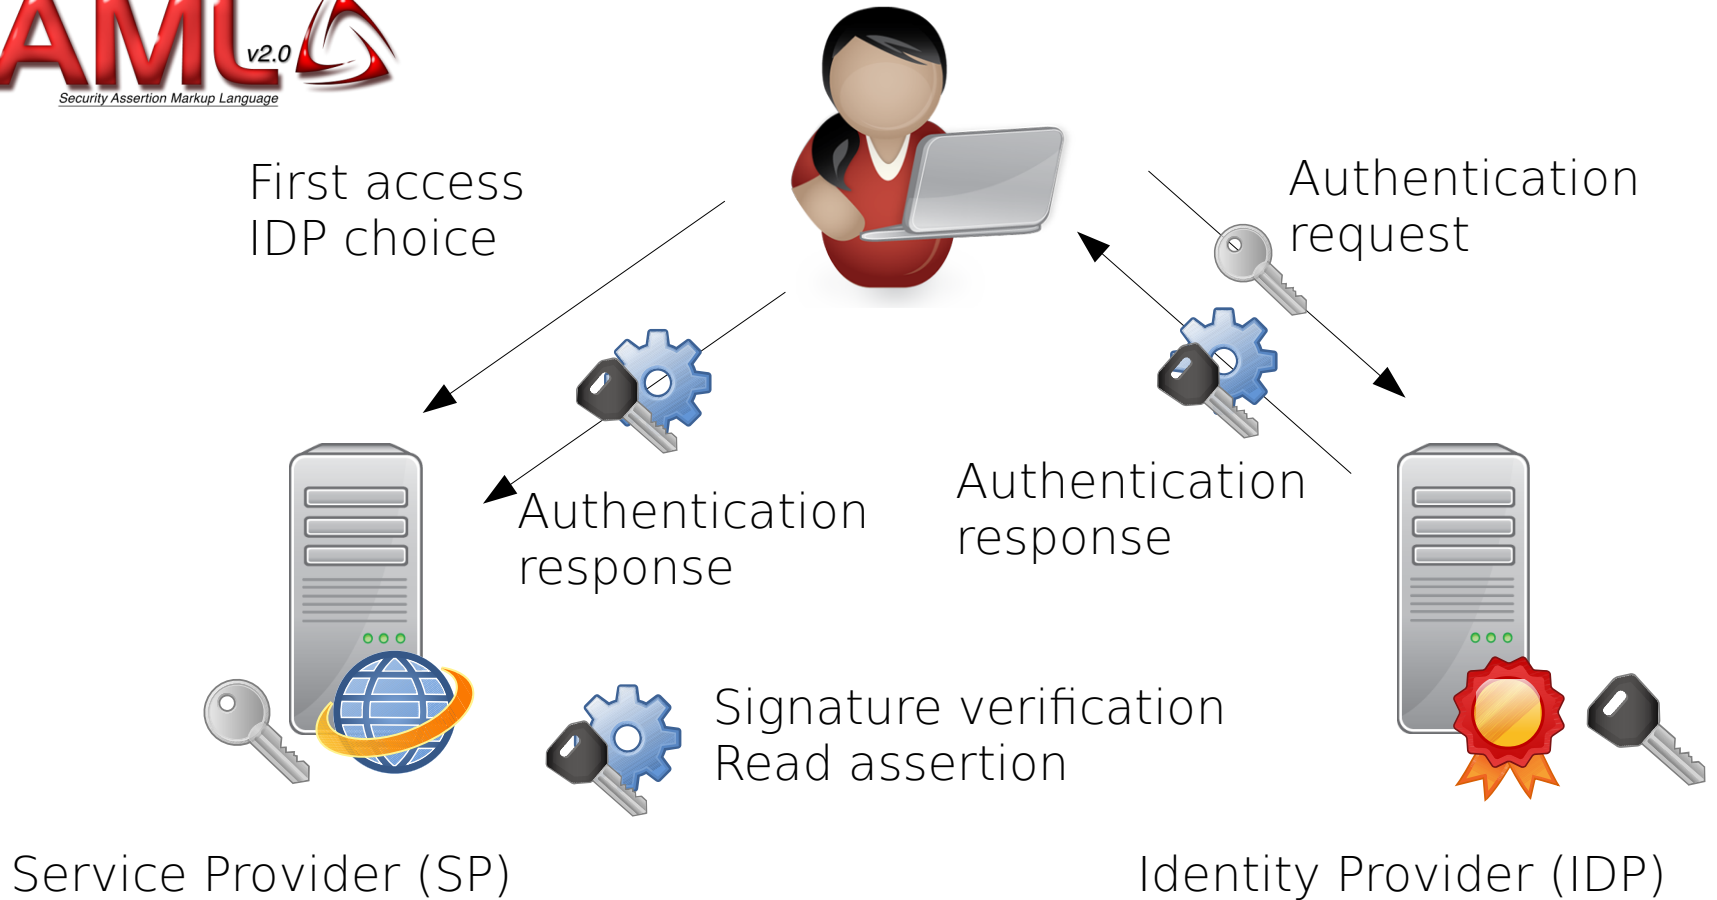 AML v2.0
Security Assertion Markup Language
First access
IDP choice
Authentication
request
Authentication
response
Authentication
response
Signature verification
Read assertion
Service Provider (SP)
Identity Provider (IDP)